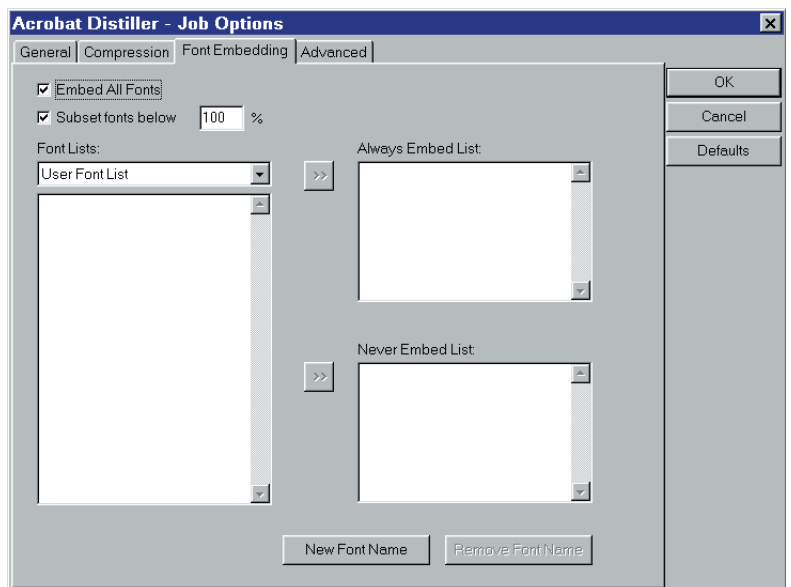 Acrobat Distiller - Job Options
General Compression Font Embedding Advanced
Embed All Fonts
Subset fonts below 100 %
Font Lists:
User Font List
>>
Always Embed List:
>>
Never Embed List:
New Font Name
Remove Font Name
OK
Cancel
Defaults